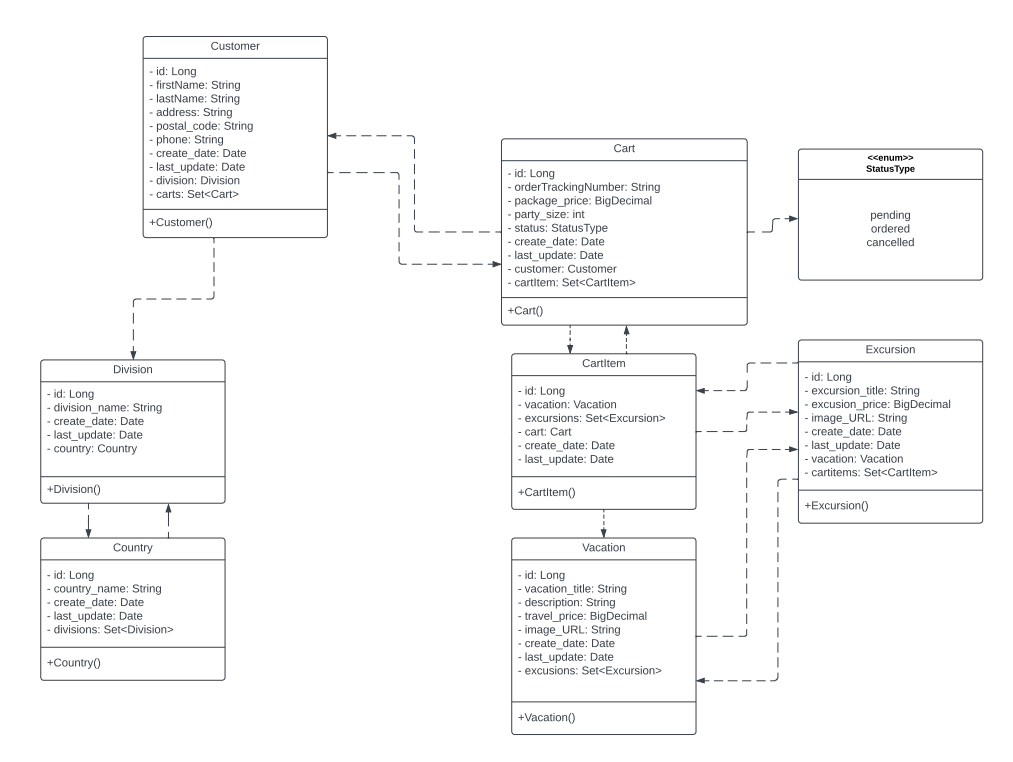 Customer
- id: Long
- firstName: String
- lastName: String
- address: String
- postal_code: String
- phone: String
- create_date: Date
- last_update: Date
- division: Division
- carts: Set<Cart>
+Customer()
Cart
- id: Long
- orderTrackingNumber: String
- package_price: BigDecimal
- party_size: int
- status: StatusType
- create_date: Date
- last_update: Date
- customer: Customer
- cartItem: Set<CartItem>
+Cart()
<<enum>>
StatusType
pending
ordered
cancelled
Division
- id: Long
- division_name: String
- create_date: Date
- last_update: Date
- country: Country
+Division()
CartItem
- id: Long
- vacation: Vacation
- excursions: Set<Excursion>
- cart: Cart
- create_date: Date
- last_update: Date
+CartItem()
Excursion
- id: Long
- excursion_title: String
- excusion_price: BigDecimal
- image_URL: String
- create_date: Date
- last_update: Date
- vacation: Vacation
- cartitems: Set<CartItem>
+Excursion()
Country
- id: Long
- country_name: String
- create_date: Date
- last_update: Date
- divisions: Set<Division>
+Country()
Vacation
- id: Long
- vacation_title: String
- description: String
- travel_price: BigDecimal
- image_URL: String
- create_date: Date
- last_update: Date
- excusions: Set<Excursion>
+Vacation()